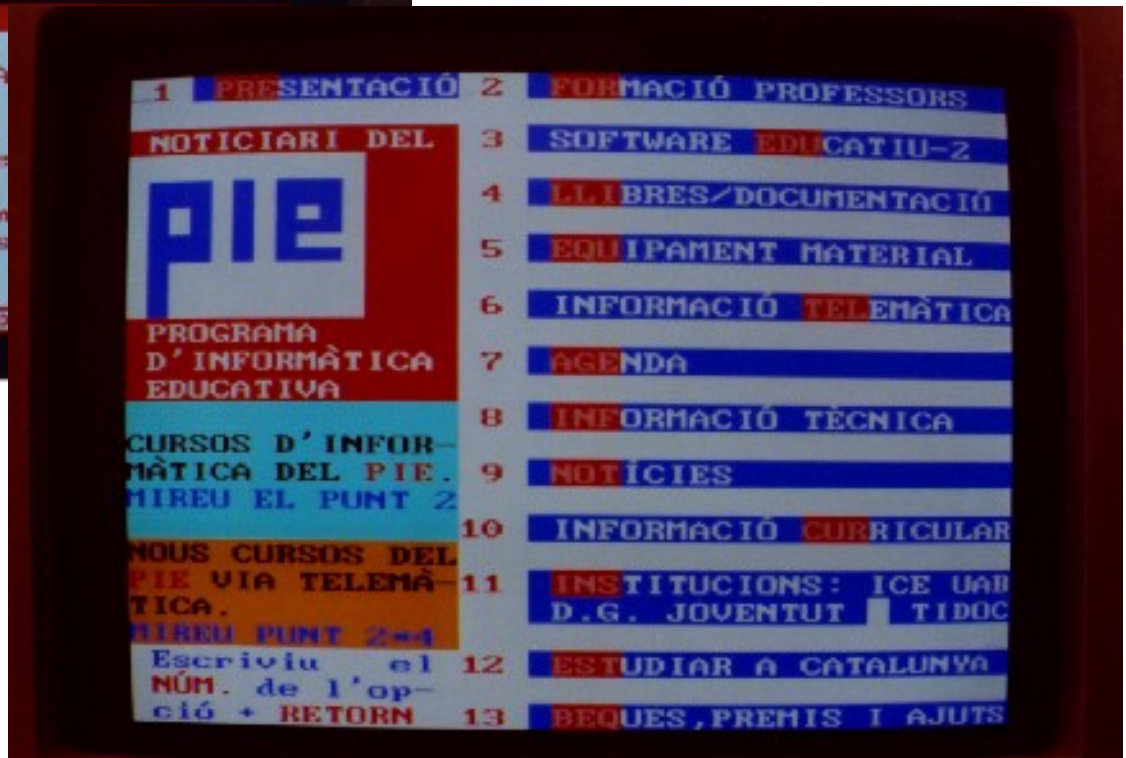 1 PRESENTACIÓ
NOTICIARI DEL
pie
PROGRAMA
D'INFORMÀTICA
EDUCATIVA
CURSOS D'INFOR-
MÀTICA DEL PIE.
MIREU EL PUNT 2
NOUS CURSOS DEL
PIE VIA TELEMÀ-
TICA.
MIREU PUNT 2*4
Escriviu el
NÚM. de l'op-
ció + RETORN
2 FORMACIÓ PROFESSORS
3 SOFTWARE EDUCATIU-2
4 LLIBRES/DOCUMENTACIÓ
5 EQUIPAMENT MATERIAL
6 INFORMACIÓ TELEMÀTICA
7 AGENDA
8 INFORMACIÓ TÈCNICA
9 NOTÍCIES
10 INFORMACIÓ CURRICULAR
11 INSTITUCIONS: ICE UAB
D.G. JOVENTUT TIDOC
12 ESTUDIAR A CATALUNYA
13 BEQUES,PREMIS I AJUTS